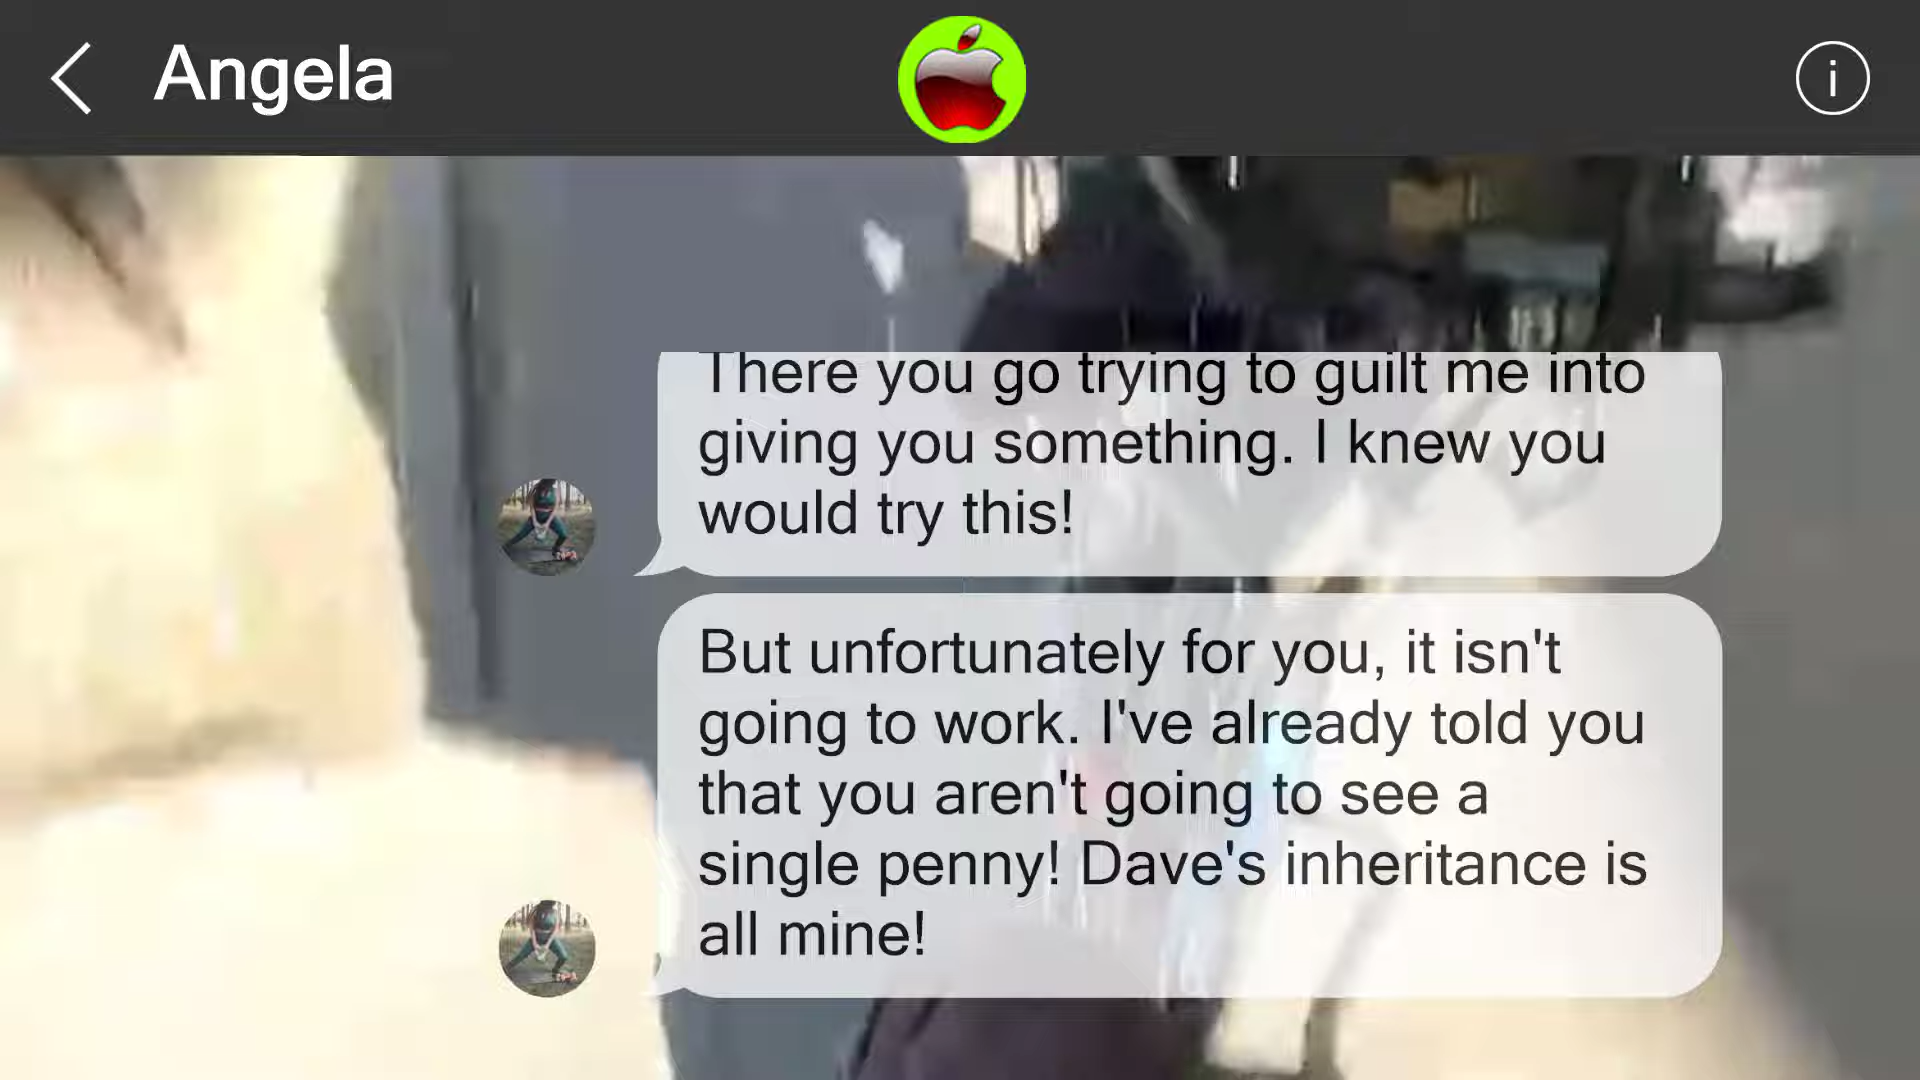 Angela
There you go trying to guilt me into
giving you something. I knew you
would try this!
But unfortunately for you, it isn't
going to work. I've already told you
that you aren't going to see a
single penny! Dave's inheritance is
all mine!